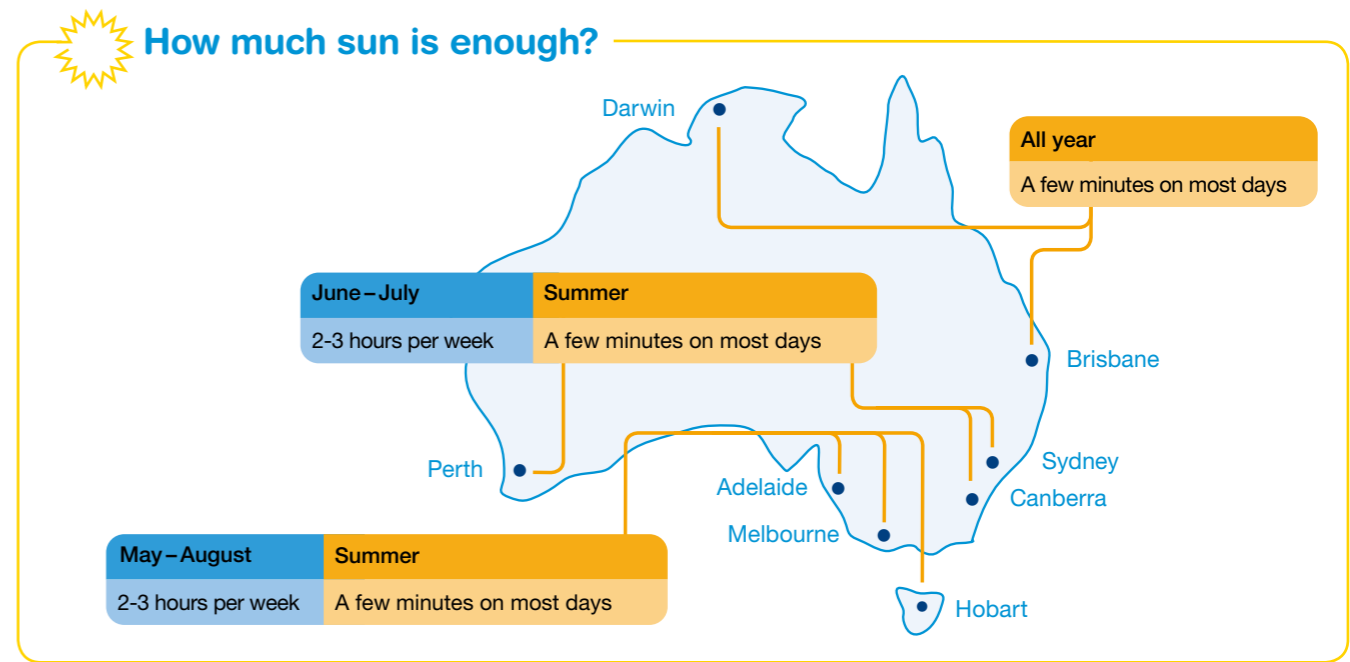 How much sun is enough?
Darwin
All year
A few minutes on most days
June–July Summer
2-3 hours per week A few minutes on most days
Brisbane
Perth
Sydney
Adelaide
Canberra
Melbourne
May–August Summer
2-3 hours per week A few minutes on most days
Hobart